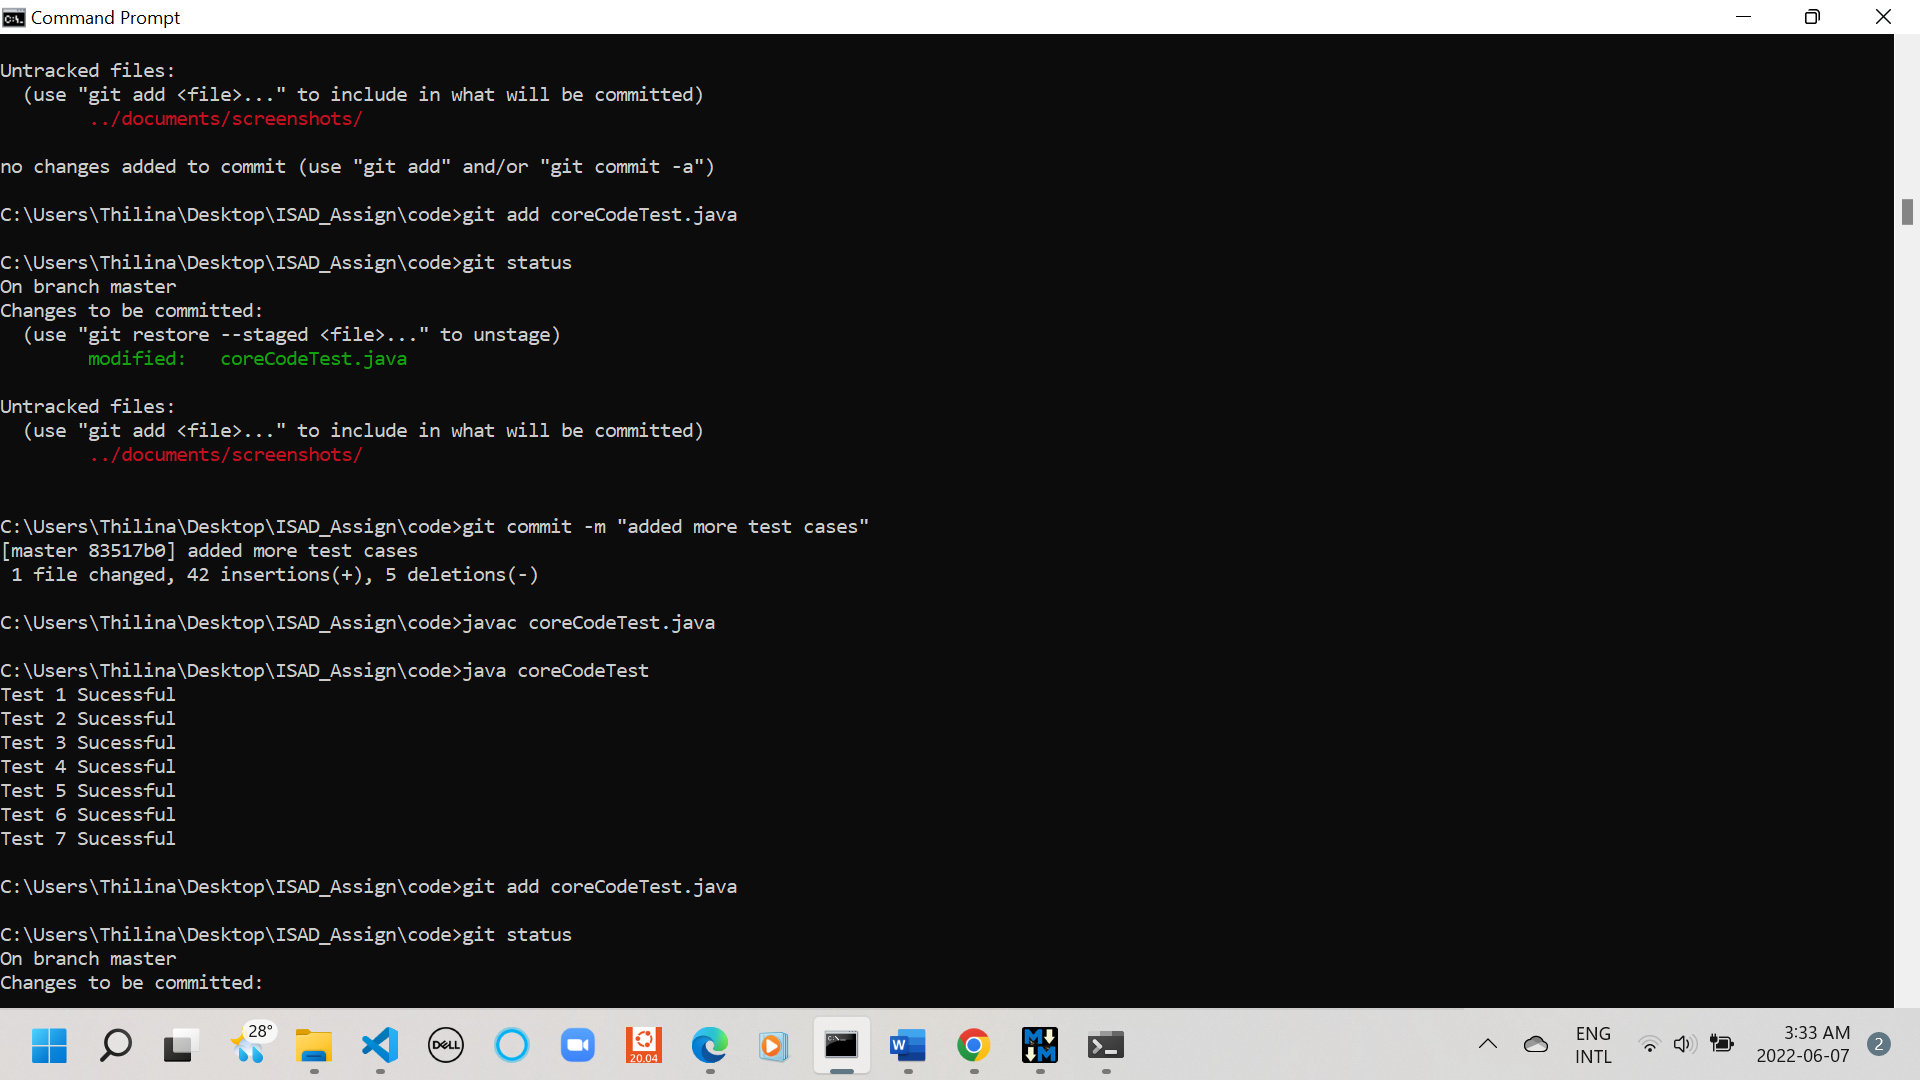 Command Prompt
Untracked files:
  (use "git add <file>..." to include in what will be committed)
        ../documents/screenshots/
no changes added to commit (use "git add" and/or "git commit -a")
C:\Users\Thilina\Desktop\ISAD_Assign\code>git add coreCodeTest.java
C:\Users\Thilina\Desktop\ISAD_Assign\code>git status
On branch master
Changes to be committed:
  (use "git restore --staged <file>..." to unstage)
        modified:   coreCodeTest.java
Untracked files:
  (use "git add <file>..." to include in what will be committed)
        ../documents/screenshots/
C:\Users\Thilina\Desktop\ISAD_Assign\code>git commit -m "added more test cases"
[master 83517b0] added more test cases
 1 file changed, 42 insertions(+), 5 deletions(-)
C:\Users\Thilina\Desktop\ISAD_Assign\code>javac coreCodeTest.java
C:\Users\Thilina\Desktop\ISAD_Assign\code>java coreCodeTest
Test 1 Sucessful
Test 2 Sucessful
Test 3 Sucessful
Test 4 Sucessful
Test 5 Sucessful
Test 6 Sucessful
Test 7 Sucessful
C:\Users\Thilina\Desktop\ISAD_Assign\code>git add coreCodeTest.java
C:\Users\Thilina\Desktop\ISAD_Assign\code>git status
On branch master
Changes to be committed:
28°
DELL
20.04
W
M
M
ENG
INTL
3:33 AM
2022-06-07
2